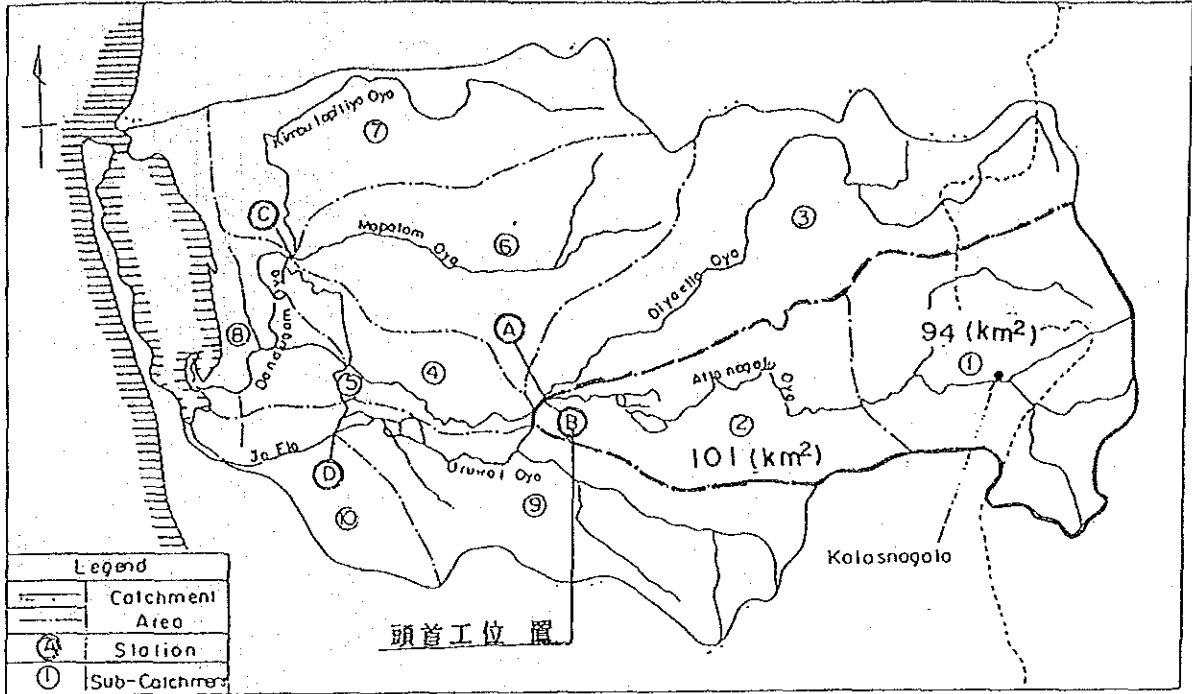 Kimbulapitiya Oya
⑦
Ⓒ
Mapalam Oya
⑥
③
Diyaella Oya
Ⓐ
94 (km²)
①
⑧
Dandugam Oya
⑤
④
Attanagalu Oya
Ⓑ
②
101 (km²)
Ja Ela
Ⓓ
Uruwal Oya
⑨
⑩
Kalasnagala
頭首工位置
Legend
Catchment
Area
Ⓐ Station
① Sub-Catchment